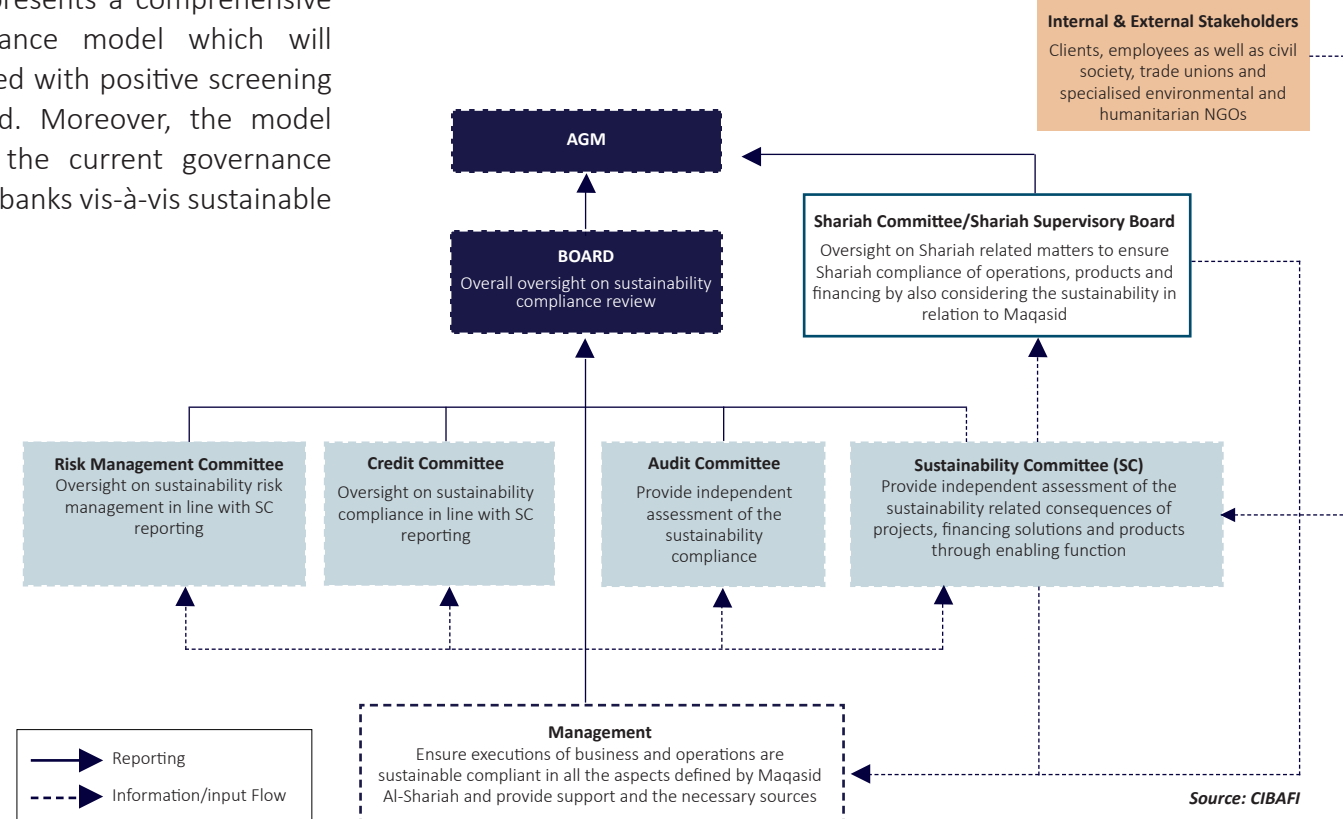 presents a comprehensive
model which will
with positive screening
Moreover, the model
the current governance
banks vis-à-vis sustainable
Internal & External Stakeholders
Clients, employees as well as civil
society, trade unions and
specialised environmental and
humanitarian NGOs
AGM
BOARD
Overall oversight on sustainability
compliance review
Shariah Committee/Shariah Supervisory Board
Oversight on Shariah related matters to ensure
Shariah compliance of operations, products and
financing by also considering the sustainability in
relation to Maqasid
Risk Management Committee
Oversight on sustainability risk
management in line with SC
reporting
Credit Committee
Oversight on sustainability
compliance in line with SC
reporting
Audit Committee
Provide independent
assessment of the
sustainability
compliance
Sustainability Committee (SC)
Provide independent assessment of the
sustainability related consequences of
projects, financing solutions and products
through enabling function
Management
Ensure executions of business and operations are
sustainable compliant in all the aspects defined by Maqasid
Al-Shariah and provide support and the necessary sources
Reporting
Information/input Flow
Source: CIBAFI